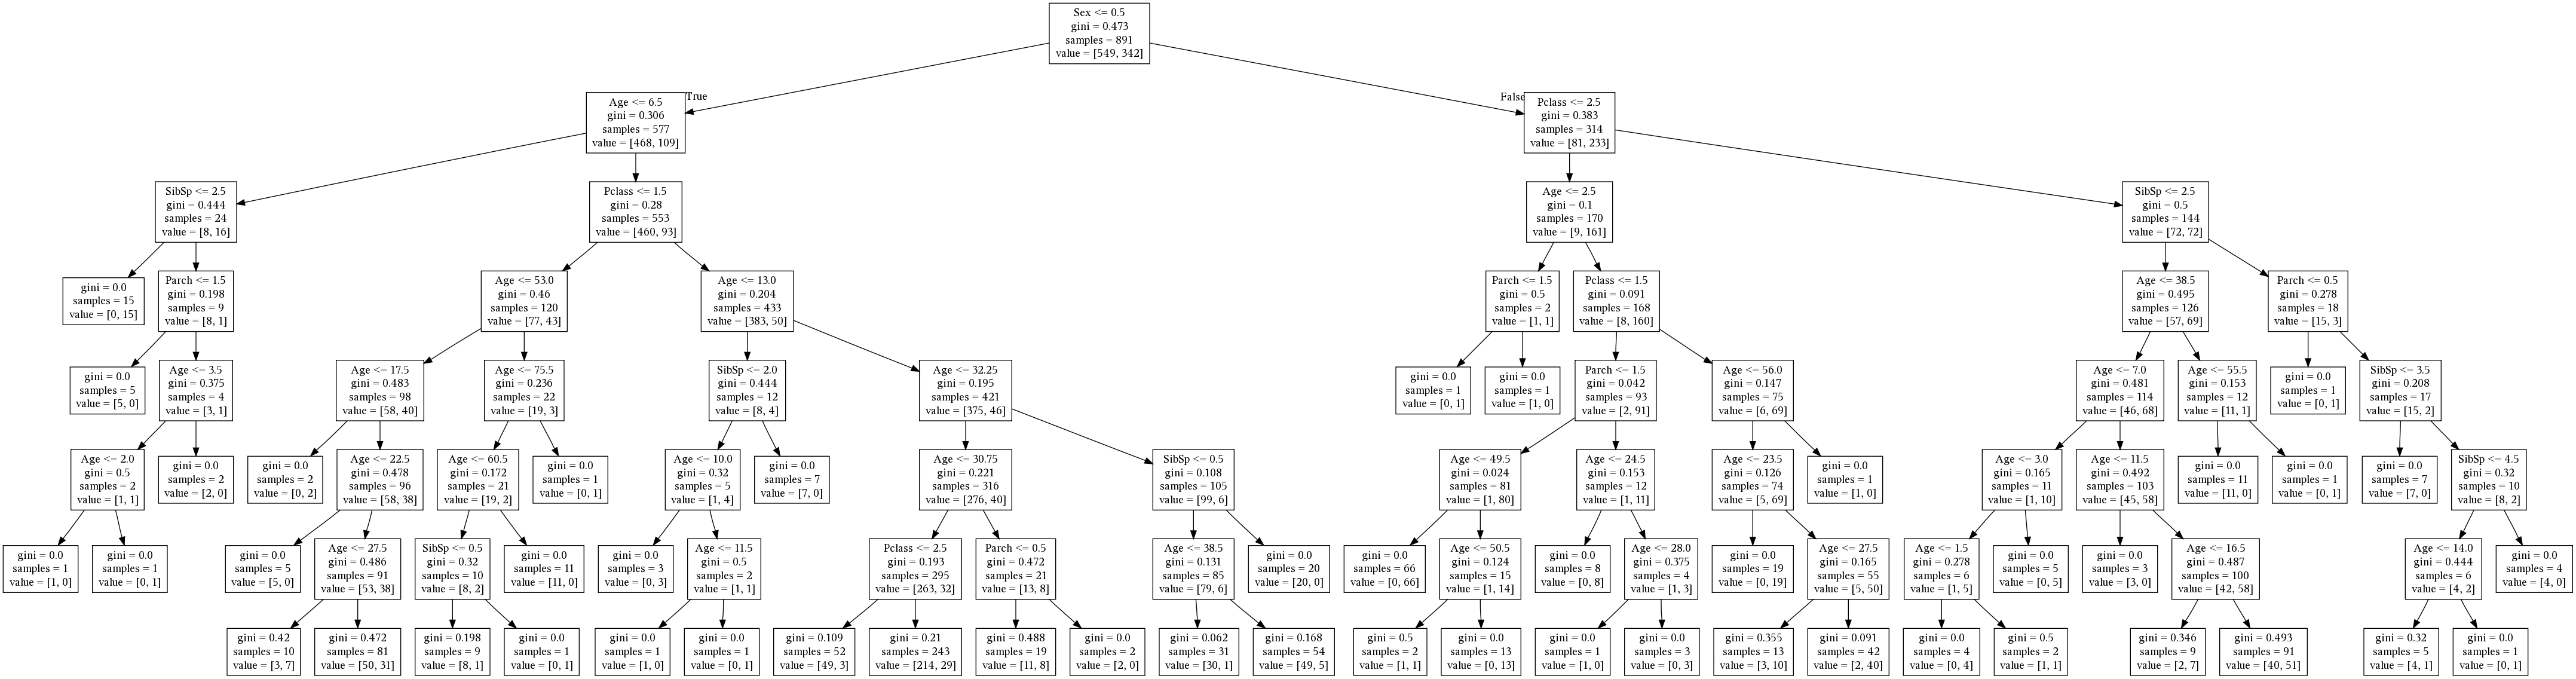 Sex <= 0.5
gini = 0.473
samples = 891
value = [549, 342]
True
False
Age <= 6.5
gini = 0.306
samples = 577
value = [468, 109]
Pclass <= 2.5
gini = 0.383
samples = 314
value = [81, 233]
SibSp <= 2.5
gini = 0.444
samples = 24
value = [8, 16]
Pclass <= 1.5
gini = 0.28
samples = 553
value = [460, 93]
Age <= 2.5
gini = 0.1
samples = 170
value = [9, 161]
SibSp <= 2.5
gini = 0.5
samples = 144
value = [72, 72]
gini = 0.0
samples = 15
value = [0, 15]
Parch <= 1.5
gini = 0.198
samples = 9
value = [8, 1]
Age <= 53.0
gini = 0.46
samples = 120
value = [77, 43]
Age <= 13.0
gini = 0.204
samples = 433
value = [383, 50]
Parch <= 1.5
gini = 0.5
samples = 2
value = [1, 1]
Pclass <= 1.5
gini = 0.091
samples = 168
value = [8, 160]
Age <= 38.5
gini = 0.495
samples = 126
value = [57, 69]
Parch <= 0.5
gini = 0.278
samples = 18
value = [15, 3]
gini = 0.0
samples = 5
value = [5, 0]
Age <= 3.5
gini = 0.375
samples = 4
value = [3, 1]
Age <= 17.5
gini = 0.483
samples = 98
value = [58, 40]
Age <= 75.5
gini = 0.236
samples = 22
value = [19, 3]
SibSp <= 2.0
gini = 0.444
samples = 12
value = [8, 4]
Age <= 32.25
gini = 0.195
samples = 421
value = [375, 46]
gini = 0.0
samples = 1
value = [0, 1]
gini = 0.0
samples = 1
value = [1, 0]
Parch <= 1.5
gini = 0.042
samples = 93
value = [2, 91]
Age <= 56.0
gini = 0.147
samples = 75
value = [6, 69]
Age <= 7.0
gini = 0.481
samples = 114
value = [46, 68]
Age <= 55.5
gini = 0.153
samples = 12
value = [11, 1]
gini = 0.0
samples = 1
value = [0, 1]
SibSp <= 3.5
gini = 0.208
samples = 17
value = [15, 2]
Age <= 2.0
gini = 0.5
samples = 2
value = [1, 1]
gini = 0.0
samples = 2
value = [2, 0]
gini = 0.0
samples = 2
value = [0, 2]
Age <= 22.5
gini = 0.478
samples = 96
value = [58, 38]
Age <= 60.5
gini = 0.172
samples = 21
value = [19, 2]
gini = 0.0
samples = 1
value = [0, 1]
Age <= 10.0
gini = 0.32
samples = 5
value = [1, 4]
gini = 0.0
samples = 7
value = [7, 0]
Age <= 30.75
gini = 0.221
samples = 316
value = [276, 40]
SibSp <= 0.5
gini = 0.108
samples = 105
value = [99, 6]
Age <= 49.5
gini = 0.024
samples = 81
value = [1, 80]
Age <= 24.5
gini = 0.153
samples = 12
value = [1, 11]
Age <= 23.5
gini = 0.126
samples = 74
value = [5, 69]
gini = 0.0
samples = 1
value = [1, 0]
Age <= 3.0
gini = 0.165
samples = 11
value = [1, 10]
Age <= 11.5
gini = 0.492
samples = 103
value = [45, 58]
gini = 0.0
samples = 11
value = [11, 0]
gini = 0.0
samples = 1
value = [0, 1]
gini = 0.0
samples = 7
value = [7, 0]
SibSp <= 4.5
gini = 0.32
samples = 10
value = [8, 2]
gini = 0.0
samples = 1
value = [1, 0]
gini = 0.0
samples = 1
value = [0, 1]
gini = 0.0
samples = 5
value = [5, 0]
Age <= 27.5
gini = 0.486
samples = 91
value = [53, 38]
SibSp <= 0.5
gini = 0.32
samples = 10
value = [8, 2]
gini = 0.0
samples = 11
value = [11, 0]
gini = 0.0
samples = 3
value = [0, 3]
Age <= 11.5
gini = 0.5
samples = 2
value = [1, 1]
Pclass <= 2.5
gini = 0.193
samples = 295
value = [263, 32]
Parch <= 0.5
gini = 0.472
samples = 21
value = [13, 8]
Age <= 38.5
gini = 0.131
samples = 85
value = [79, 6]
gini = 0.0
samples = 20
value = [20, 0]
gini = 0.0
samples = 66
value = [0, 66]
Age <= 50.5
gini = 0.124
samples = 15
value = [1, 14]
gini = 0.0
samples = 8
value = [0, 8]
Age <= 28.0
gini = 0.375
samples = 4
value = [1, 3]
gini = 0.0
samples = 19
value = [0, 19]
Age <= 27.5
gini = 0.165
samples = 55
value = [5, 50]
Age <= 1.5
gini = 0.278
samples = 6
value = [1, 5]
gini = 0.0
samples = 5
value = [0, 5]
gini = 0.0
samples = 3
value = [3, 0]
Age <= 16.5
gini = 0.487
samples = 100
value = [42, 58]
Age <= 14.0
gini = 0.444
samples = 6
value = [4, 2]
gini = 0.0
samples = 4
value = [4, 0]
gini = 0.42
samples = 10
value = [3, 7]
gini = 0.472
samples = 81
value = [50, 31]
gini = 0.198
samples = 9
value = [8, 1]
gini = 0.0
samples = 1
value = [0, 1]
gini = 0.0
samples = 1
value = [1, 0]
gini = 0.0
samples = 1
value = [0, 1]
gini = 0.109
samples = 52
value = [49, 3]
gini = 0.21
samples = 243
value = [214, 29]
gini = 0.488
samples = 19
value = [11, 8]
gini = 0.0
samples = 2
value = [2, 0]
gini = 0.062
samples = 31
value = [30, 1]
gini = 0.168
samples = 54
value = [49, 5]
gini = 0.5
samples = 2
value = [1, 1]
gini = 0.0
samples = 13
value = [0, 13]
gini = 0.0
samples = 1
value = [1, 0]
gini = 0.0
samples = 3
value = [0, 3]
gini = 0.355
samples = 13
value = [3, 10]
gini = 0.091
samples = 42
value = [2, 40]
gini = 0.0
samples = 4
value = [0, 4]
gini = 0.5
samples = 2
value = [1, 1]
gini = 0.346
samples = 9
value = [2, 7]
gini = 0.493
samples = 91
value = [40, 51]
gini = 0.32
samples = 5
value = [4, 1]
gini = 0.0
samples = 1
value = [0, 1]